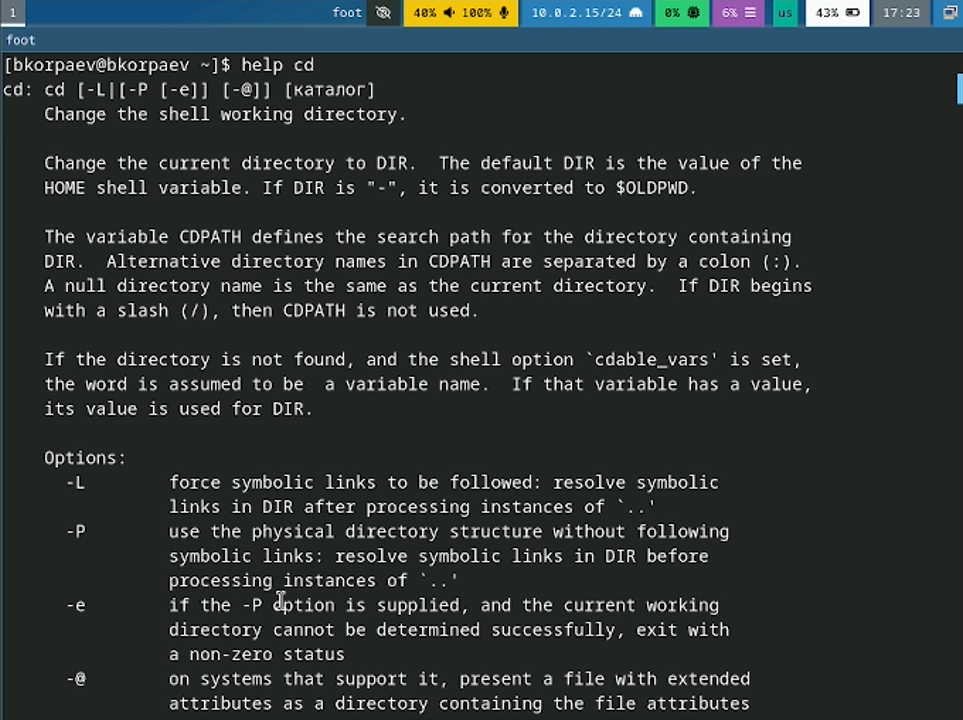 1 foot 40% 100% 10.0.2.15/24 0% 6% us 43% 17:23
foot
[bkorpaev@bkorpaev ~]$ help cd
cd: cd [-L|[-P [-e]] [-@]] [каталог]
Change the shell working directory.
Change the current directory to DIR.  The default DIR is the value of the
HOME shell variable. If DIR is "-", it is converted to $OLDPWD.
The variable CDPATH defines the search path for the directory containing
DIR.  Alternative directory names in CDPATH are separated by a colon (:).
A null directory name is the same as the current directory.  If DIR begins
with a slash (/), then CDPATH is not used.
If the directory is not found, and the shell option `cdable_vars' is set,
the word is assumed to be  a variable name.  If that variable has a value,
its value is used for DIR.
Options:
-L force symbolic links to be followed: resolve symbolic
links in DIR after processing instances of `..'
-P use the physical directory structure without following
symbolic links: resolve symbolic links in DIR before
processing instances of `..'
-e if the -P option is supplied, and the current working
directory cannot be determined successfully, exit with
a non-zero status
-@ on systems that support it, present a file with extended
attributes as a directory containing the file attributes